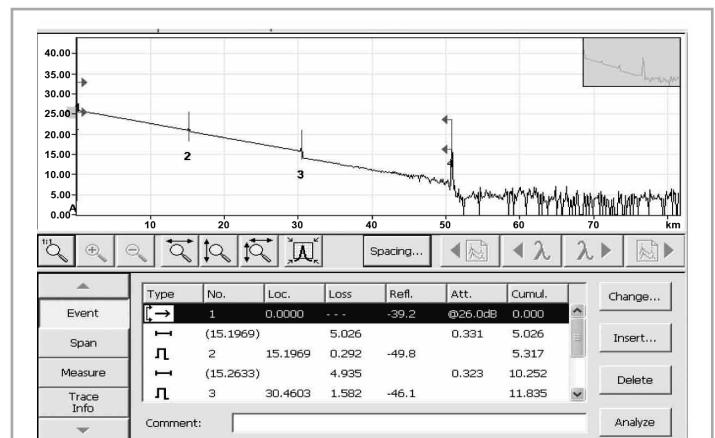 40.00
35.00
30.00
25.00
20.00
15.00
10.00
5.00
0.00
A
2
3
4
10 20 30 40 50 60 70 km
1:1 Spacing... λ λ
Event
Span
Measure
Trace Info
Type No. Loc. Loss Refl. Att. Cumul.
1 0.0000 --- -39.2 @26.0dB 0.000
(15.1969) 5.026 0.331 5.026
2 15.1969 0.292 -49.8 5.317
(15.2633) 4.935 0.323 10.252
3 30.4603 1.582 -46.1 11.835
Comment:
Change...
Insert...
Delete
Analyze